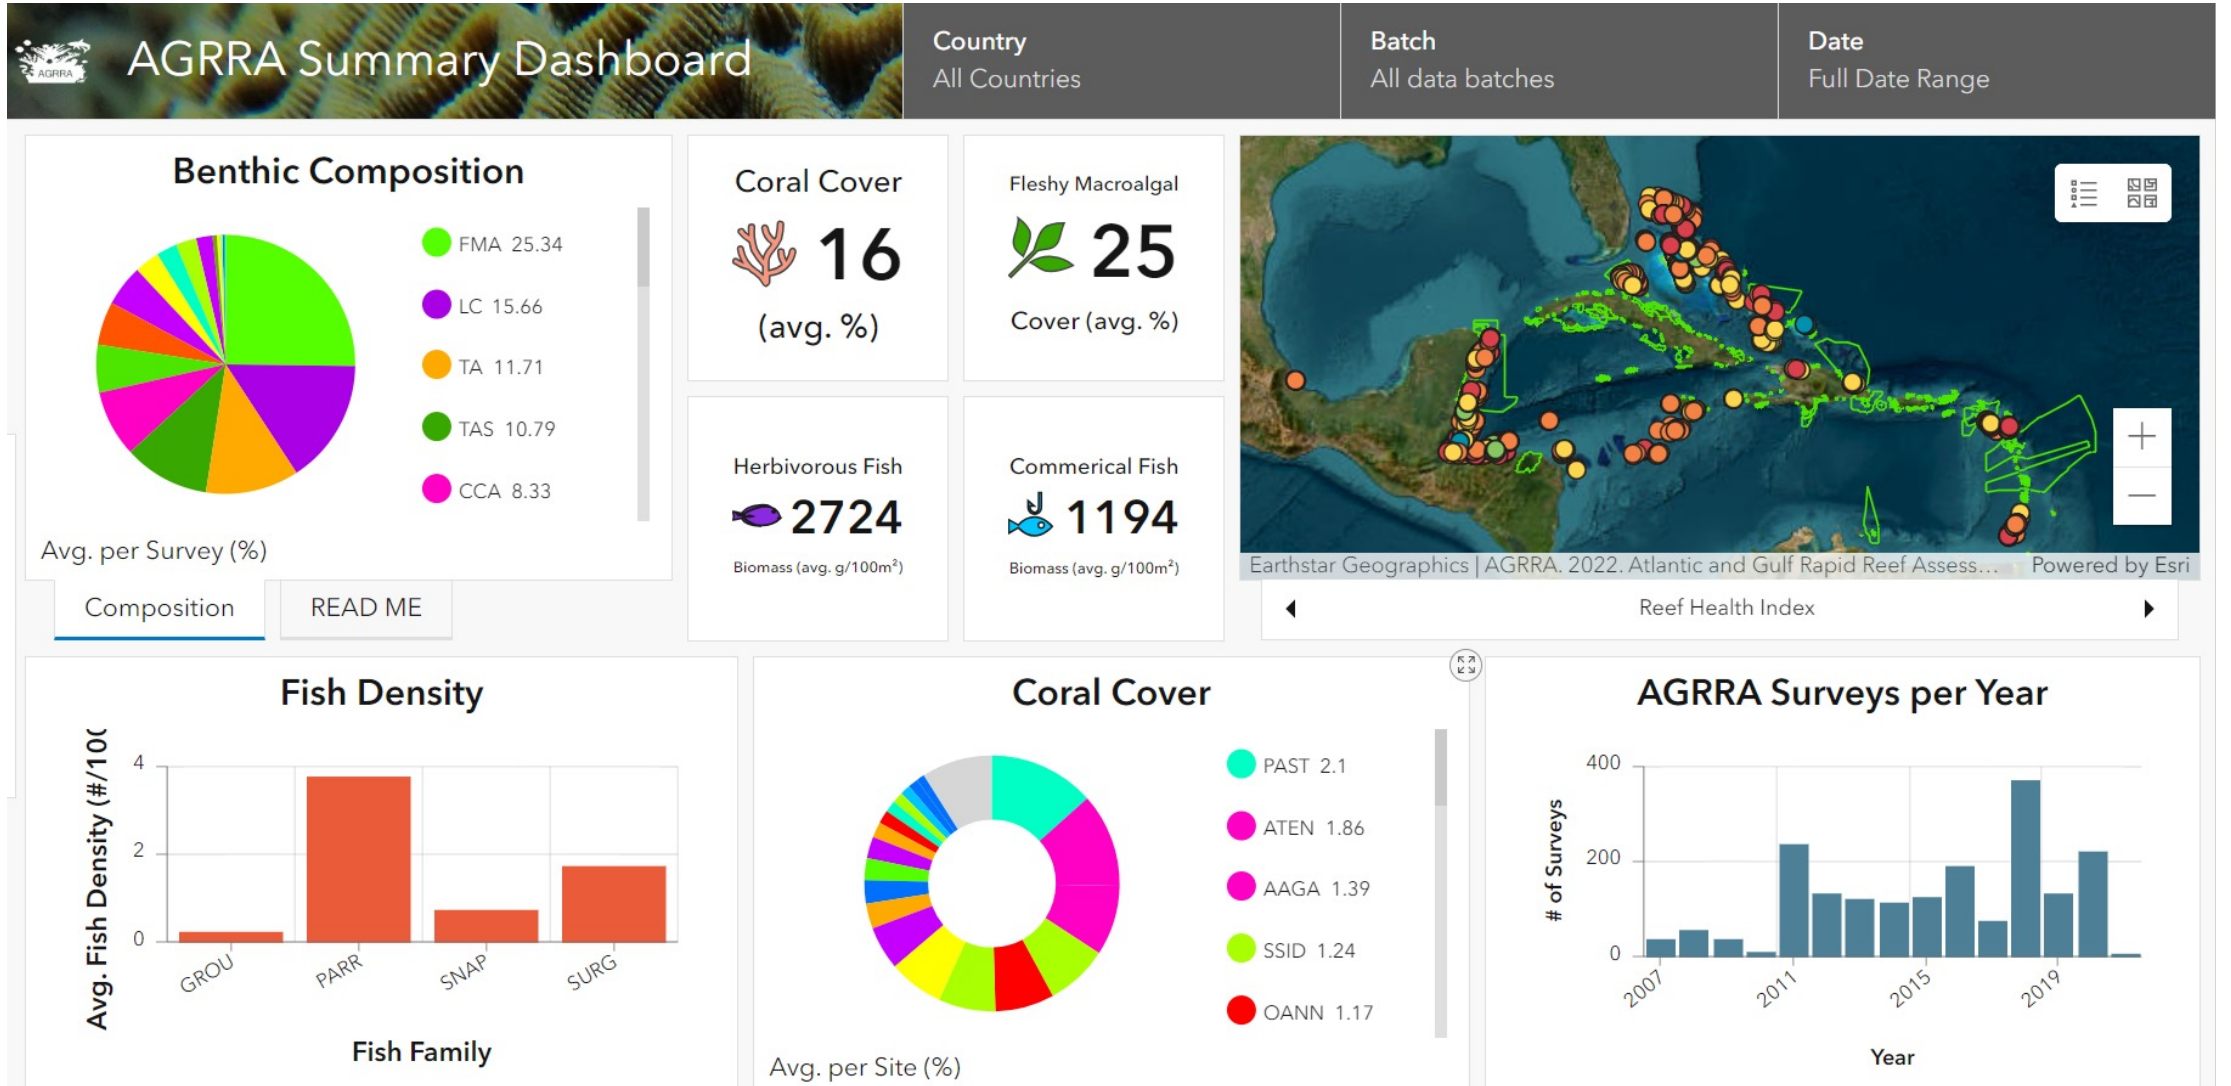 AGRRA
AGRRA Summary Dashboard
Country
All Countries
Batch
All data batches
Date
Full Date Range
Benthic Composition
FMA 25.34
LC 15.66
TA 11.71
TAS 10.79
CCA 8.33
Avg. per Survey (%)
Composition
READ ME
Coral Cover
16
(avg. %)
Fleshy Macroalgal
25
Cover (avg. %)
Herbivorous Fish
2724
Biomass (avg. g/100m²)
Commerical Fish
1194
Biomass (avg. g/100m²)
Earthstar Geographics | AGRRA. 2022. Atlantic and Gulf Rapid Reef Assess...
Powered by Esri
Reef Health Index
Fish Density
Avg. Fish Density (#/10(
4
2
0
GROU
PARR
SNAP
SURG
Fish Family
Coral Cover
PAST 2.1
ATEN 1.86
AAGA 1.39
SSID 1.24
OANN 1.17
Avg. per Site (%)
AGRRA Surveys per Year
# of Surveys
400
200
0
2007
2011
2015
2019
Year